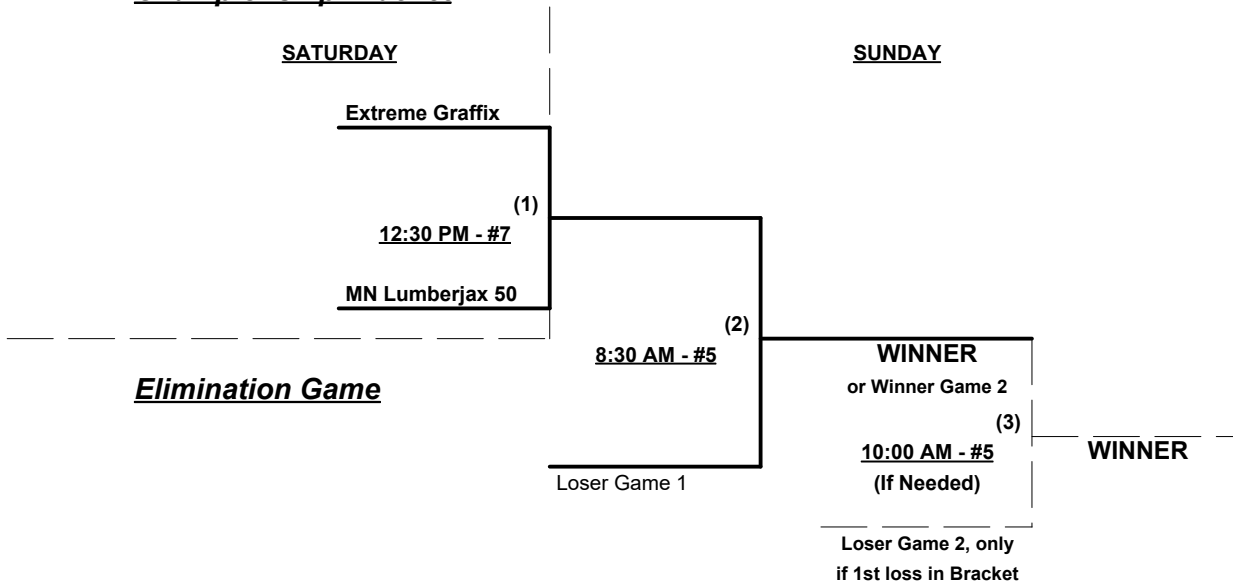 SATURDAY
SUNDAY
Extreme Graffix
(1)
12:30 PM - #7
MN Lumberjax 50
(2)
8:30 AM - #5
WINNER
or Winner Game 2
Elimination Game
(3)
10:00 AM - #5
WINNER
(If Needed)
Loser Game 1
Loser Game 2, only
if 1st loss in Bracket